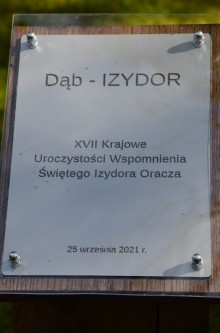 Dąb - IZYDOR
XVII Krajowe
Uroczystości Wspomnienia
Świętego Izydora Oracza
25 września 2021 r.